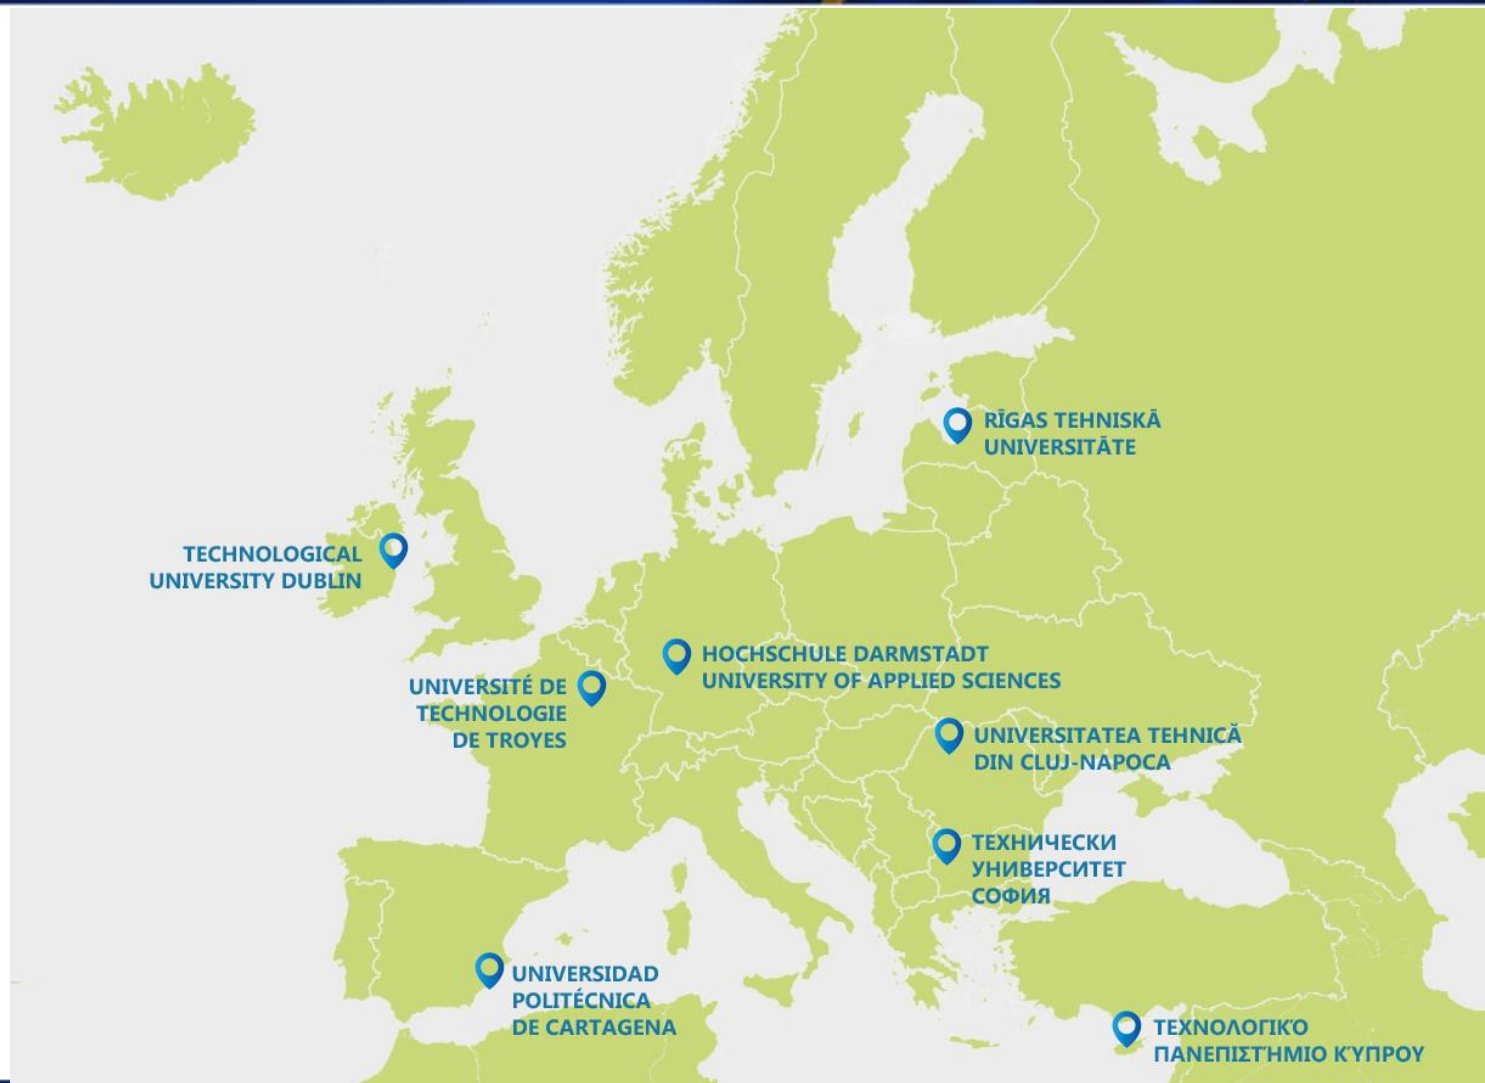 RĪGAS TEHNISKĀ
UNIVERSITĀTE
TECHNOLOGICAL
UNIVERSITY DUBLIN
HOCHSCHULE DARMSTADT
UNIVERSITY OF APPLIED SCIENCES
UNIVERSITÉ DE
TECHNOLOGIE
DE TROYES
UNIVERSITATEA TEHNICĂ
DIN CLUJ-NAPOCA
ТЕХНИЧЕСКИ
УНИВЕРСИТЕТ
СОФИЯ
UNIVERSIDAD
POLITÉCNICA
DE CARTAGENA
ΤΕΧΝΟΛΟΓΙΚΌ
ΠΑΝΕΠΙΣΤΉΜΙΟ ΚΎΠΡΟΥ